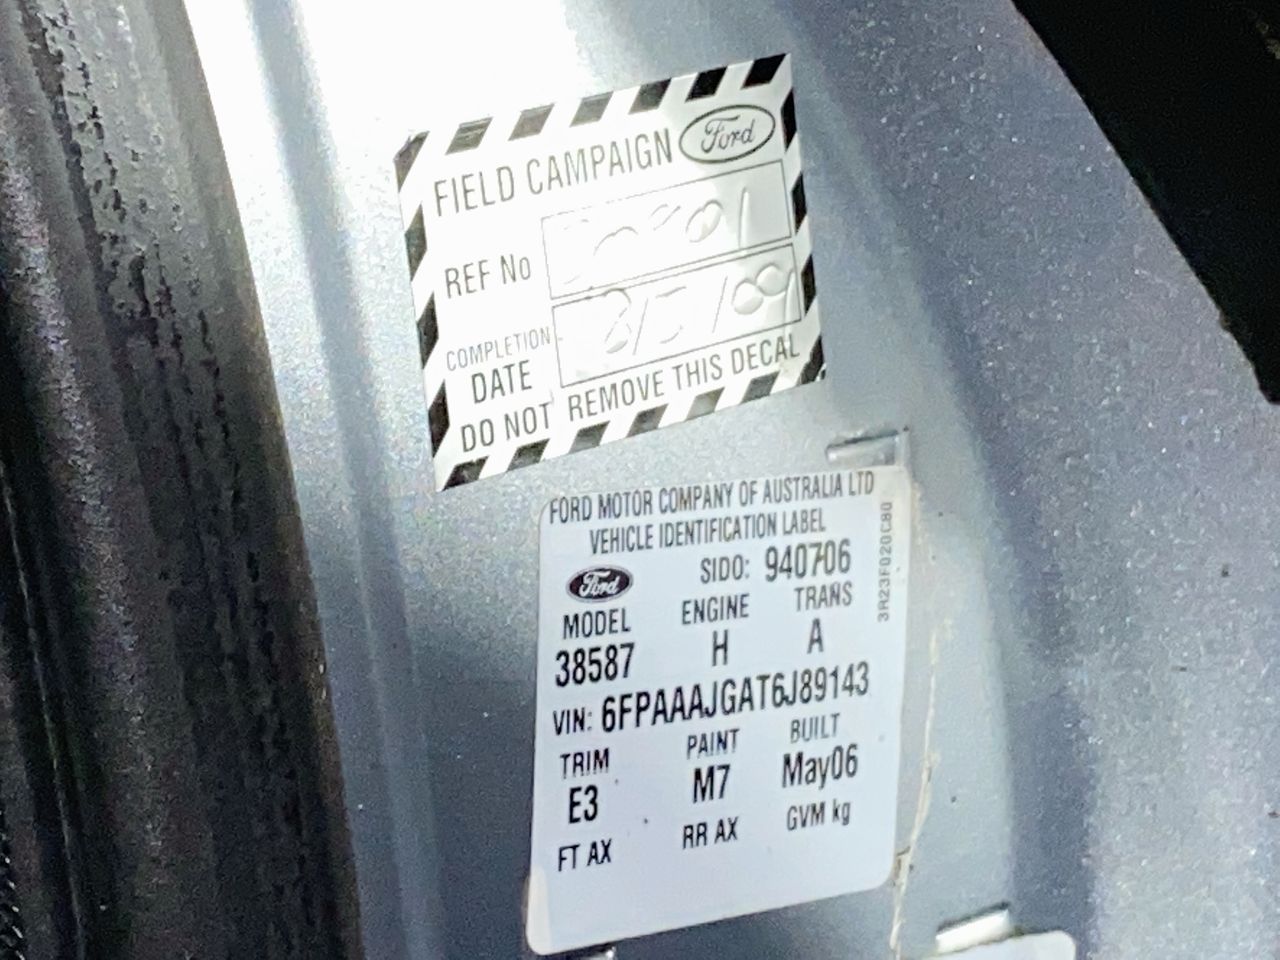 FIELD CAMPAIGN Ford
REF No
COMPLETION
DATE
DO NOT REMOVE THIS DECAL
FORD MOTOR COMPANY OF AUSTRALIA LTD
VEHICLE IDENTIFICATION LABEL
Ford SIDO: 940706
MODEL ENGINE TRANS
38587 H A
VIN: 6FPAAAJGAT6J89143
TRIM PAINT BUILT
E3 M7 May06
FT AX RR AX GVM kg
3R23F020C80